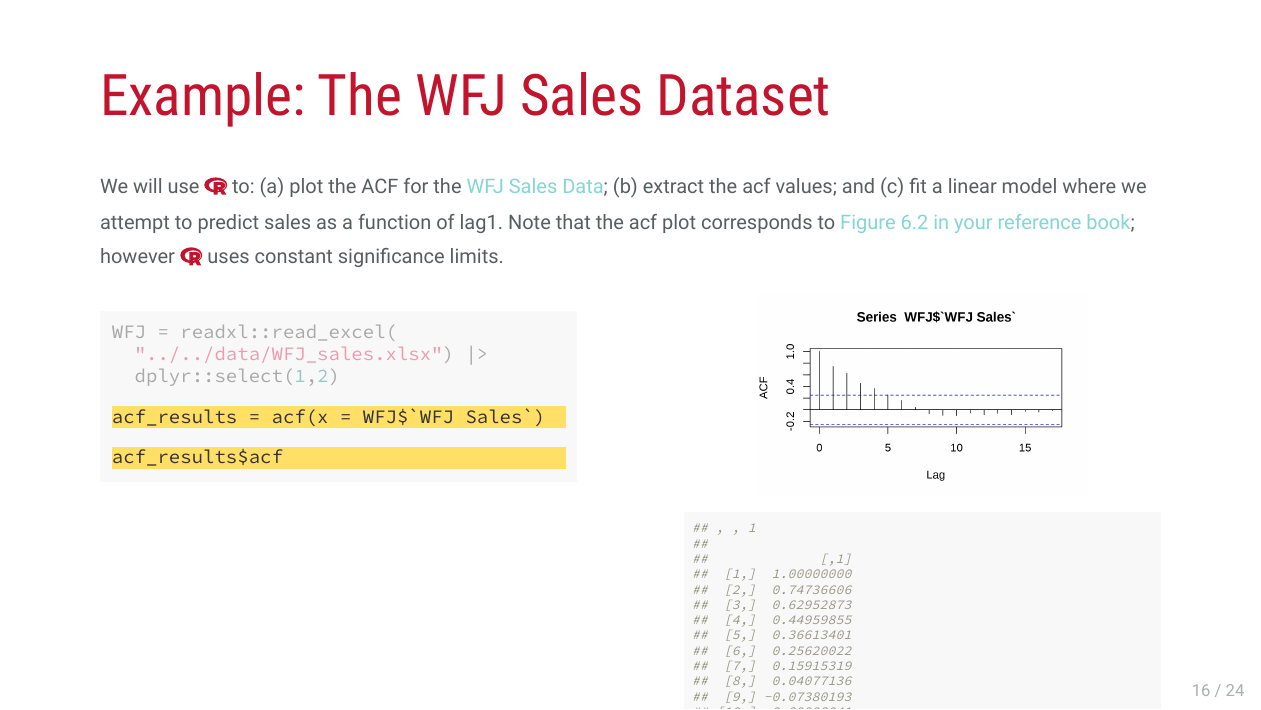 Example: The WFJ Sales Dataset
We will use R to: (a) plot the ACF for the WFJ Sales Data; (b) extract the acf values; and (c) fit a linear model where we
attempt to predict sales as a function of lag1. Note that the acf plot corresponds to Figure 6.2 in your reference book;
however R uses constant significance limits.
WFJ = readxl::read_excel(
"../../data/WFJ_sales.xlsx") |>
dplyr::select(1,2)
acf_results = acf(x = WFJ$`WFJ Sales`)
acf_results$acf
Series WFJ$`WFJ Sales`
ACF
-0.2 0.4 1.0
0 5 10 15
Lag
## , , 1
##
## [,1]
## [1,] 1.00000000
## [2,] 0.74736606
## [3,] 0.62952873
## [4,] 0.44959855
## [5,] 0.36613401
## [6,] 0.25620022
## [7,] 0.15915319
## [8,] 0.04077136
## [9,] -0.07380193
16 / 24